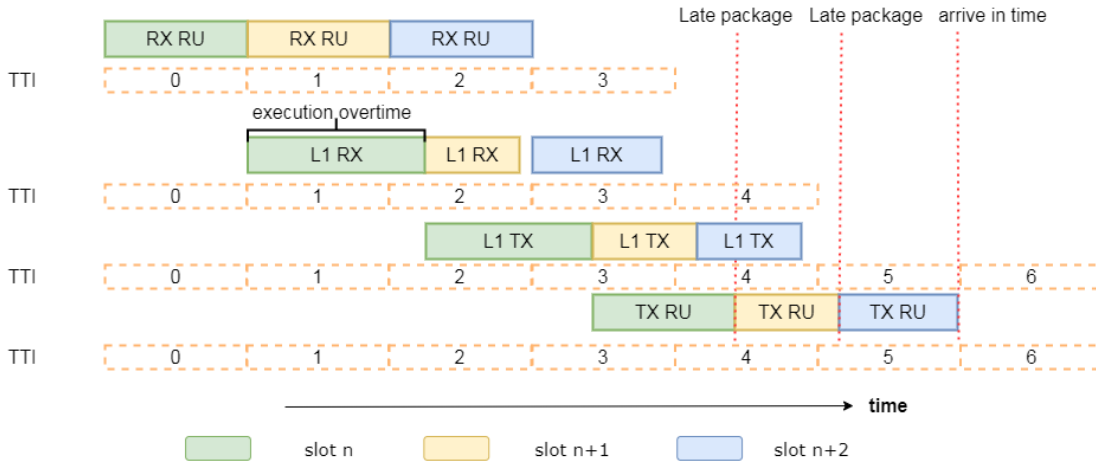 Late package Late package arrive in time
RX RU RX RU RX RU
TTI 0 1 2 3
execution overtime
L1 RX L1 RX L1 RX
TTI 0 1 2 3 4
L1 TX L1 TX L1 TX
TTI 0 1 2 3 4 5 6
TX RU TX RU TX RU
TTI 0 1 2 3 4 5 6
time
slot n slot n+1 slot n+2